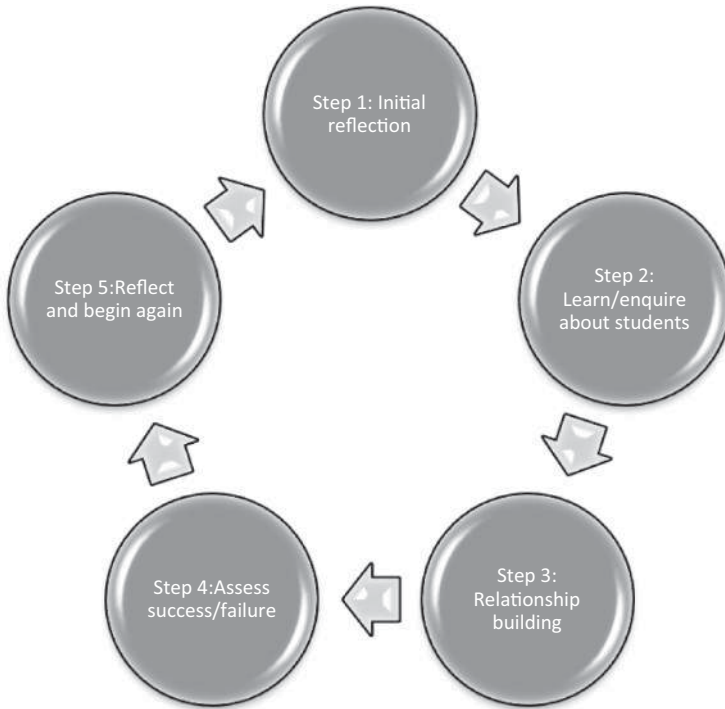 Step 1: Initial
reflection
Step 2:
Learn/enquire
about students
Step 3:
Relationship
building
Step 4:Assess
success/failure
Step 5:Reflect
and begin again